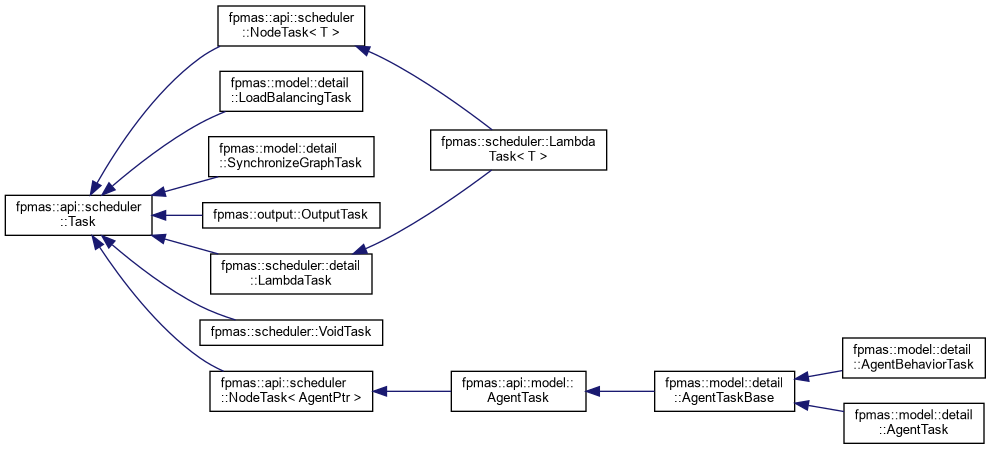 fpmas::api::scheduler
::NodeTask< T >
fpmas::model::detail
::LoadBalancingTask
fpmas::scheduler::Lambda
Task< T >
fpmas::model::detail
::SynchronizeGraphTask
fpmas::api::scheduler
::Task
fpmas::output::OutputTask
fpmas::scheduler::detail
::LambdaTask
fpmas::scheduler::VoidTask
fpmas::api::scheduler
::NodeTask< AgentPtr >
fpmas::api::model::
AgentTask
fpmas::model::detail
::AgentTaskBase
fpmas::model::detail
::AgentBehaviorTask
fpmas::model::detail
::AgentTask